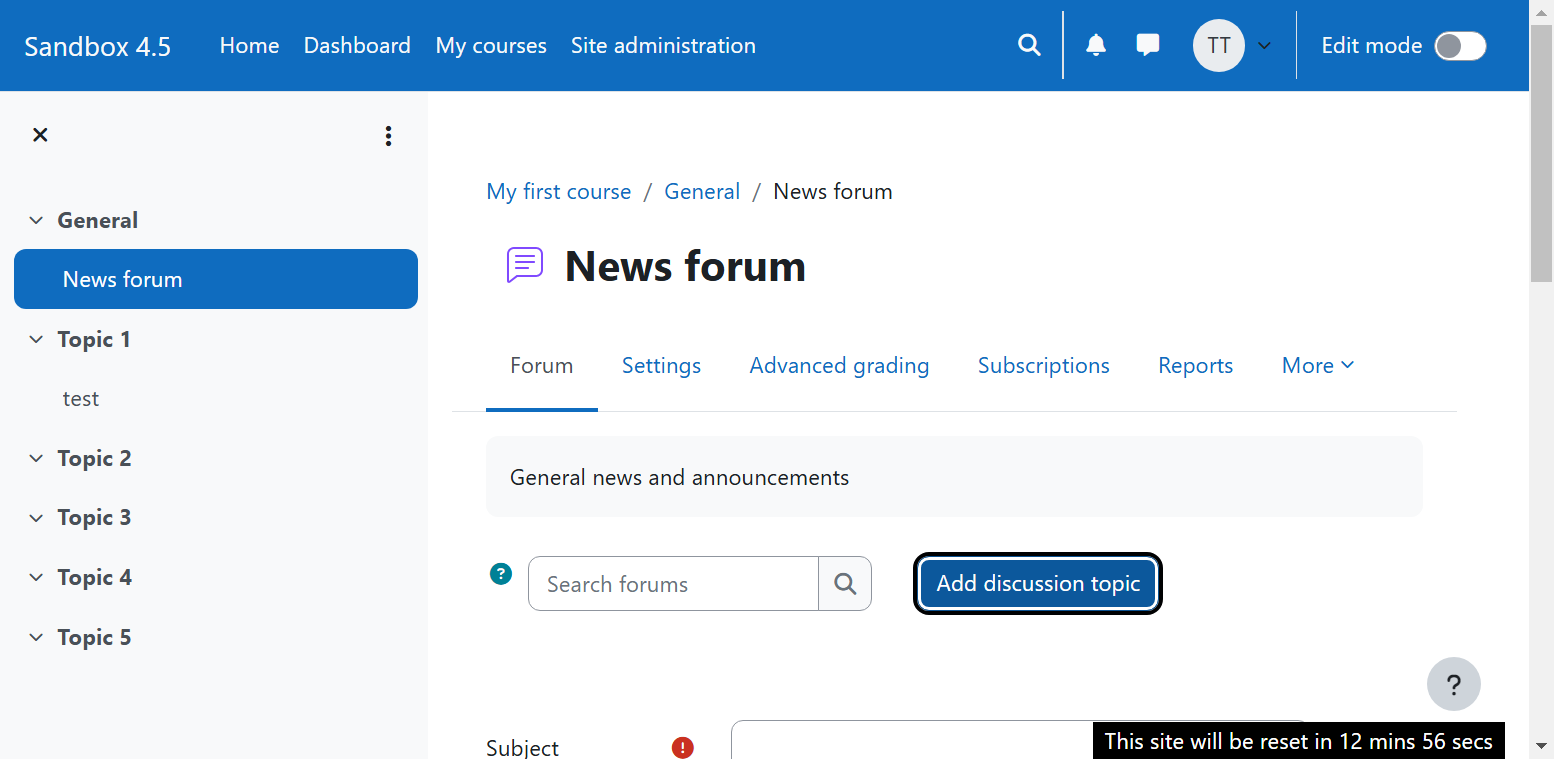 Sandbox 4.5 Home Dashboard My courses Site administration TT Edit mode
General
News forum
Topic 1
test
Topic 2
Topic 3
Topic 4
Topic 5
My first course / General / News forum
News forum
Forum Settings Advanced grading Subscriptions Reports More
General news and announcements
? Search forums Add discussion topic
?
Subject !
This site will be reset in 12 mins 56 secs